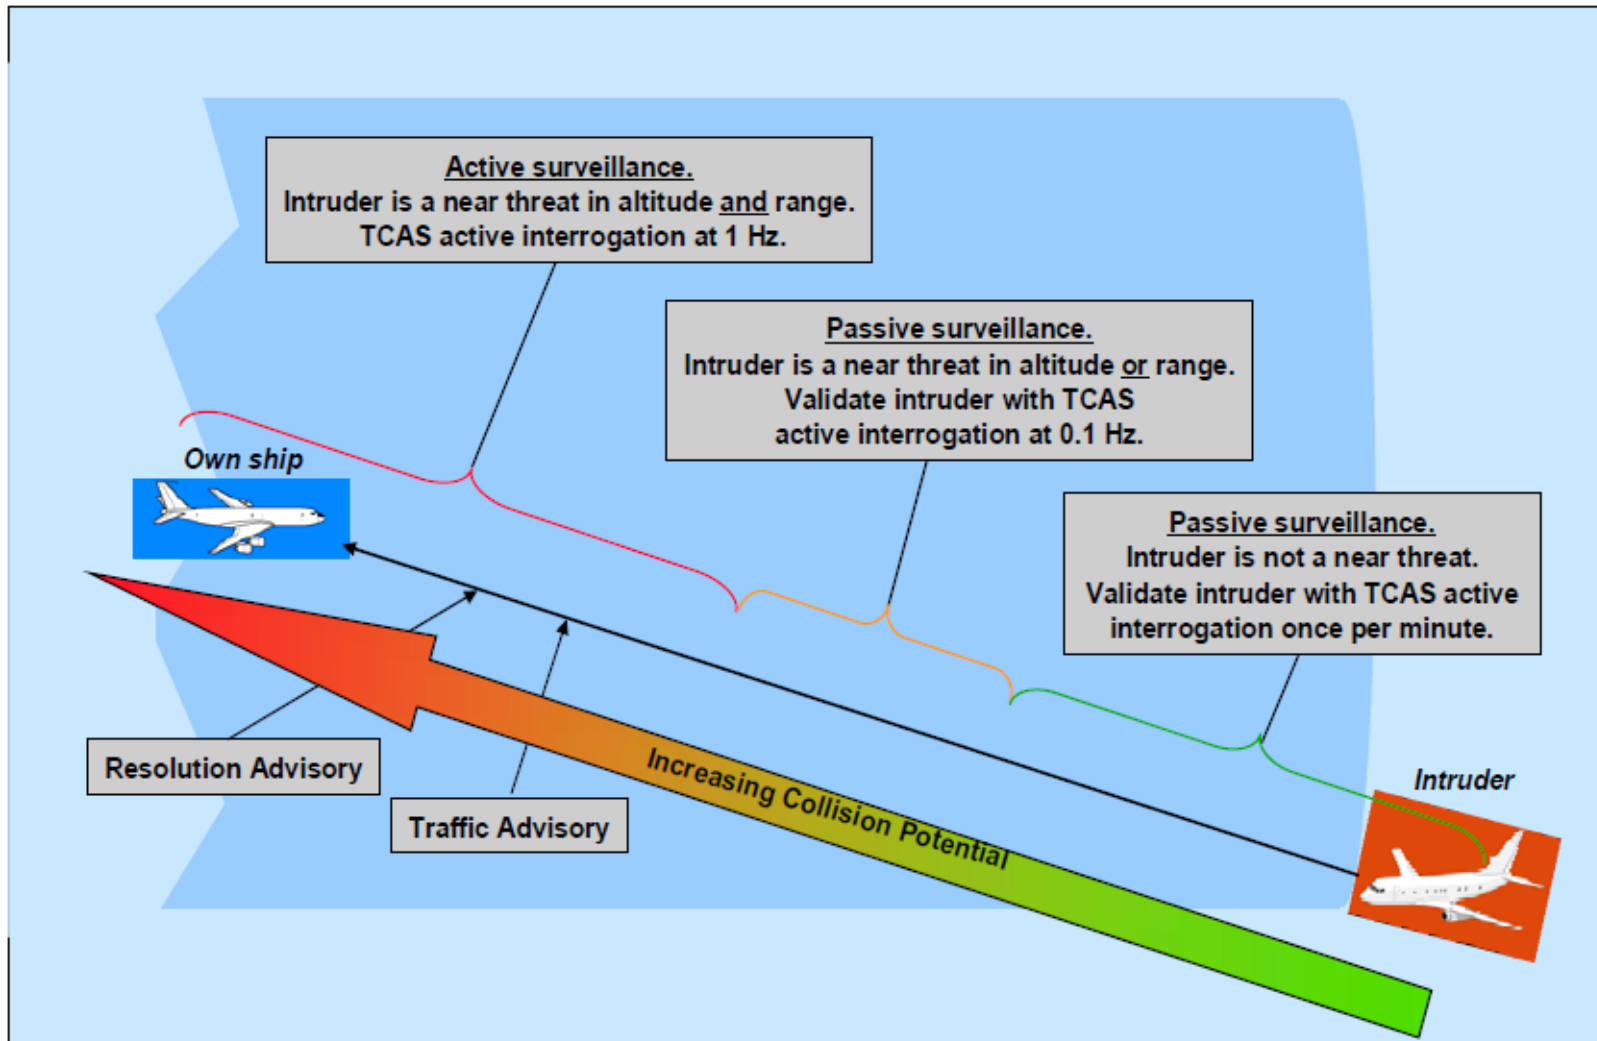 Active surveillance.
Intruder is a near threat in altitude and range.
TCAS active interrogation at 1 Hz.
Passive surveillance.
Intruder is a near threat in altitude or range.
Validate intruder with TCAS
active interrogation at 0.1 Hz.
Own ship
Passive surveillance.
Intruder is not a near threat.
Validate intruder with TCAS active
interrogation once per minute.
Resolution Advisory
Traffic Advisory
Increasing Collision Potential
Intruder